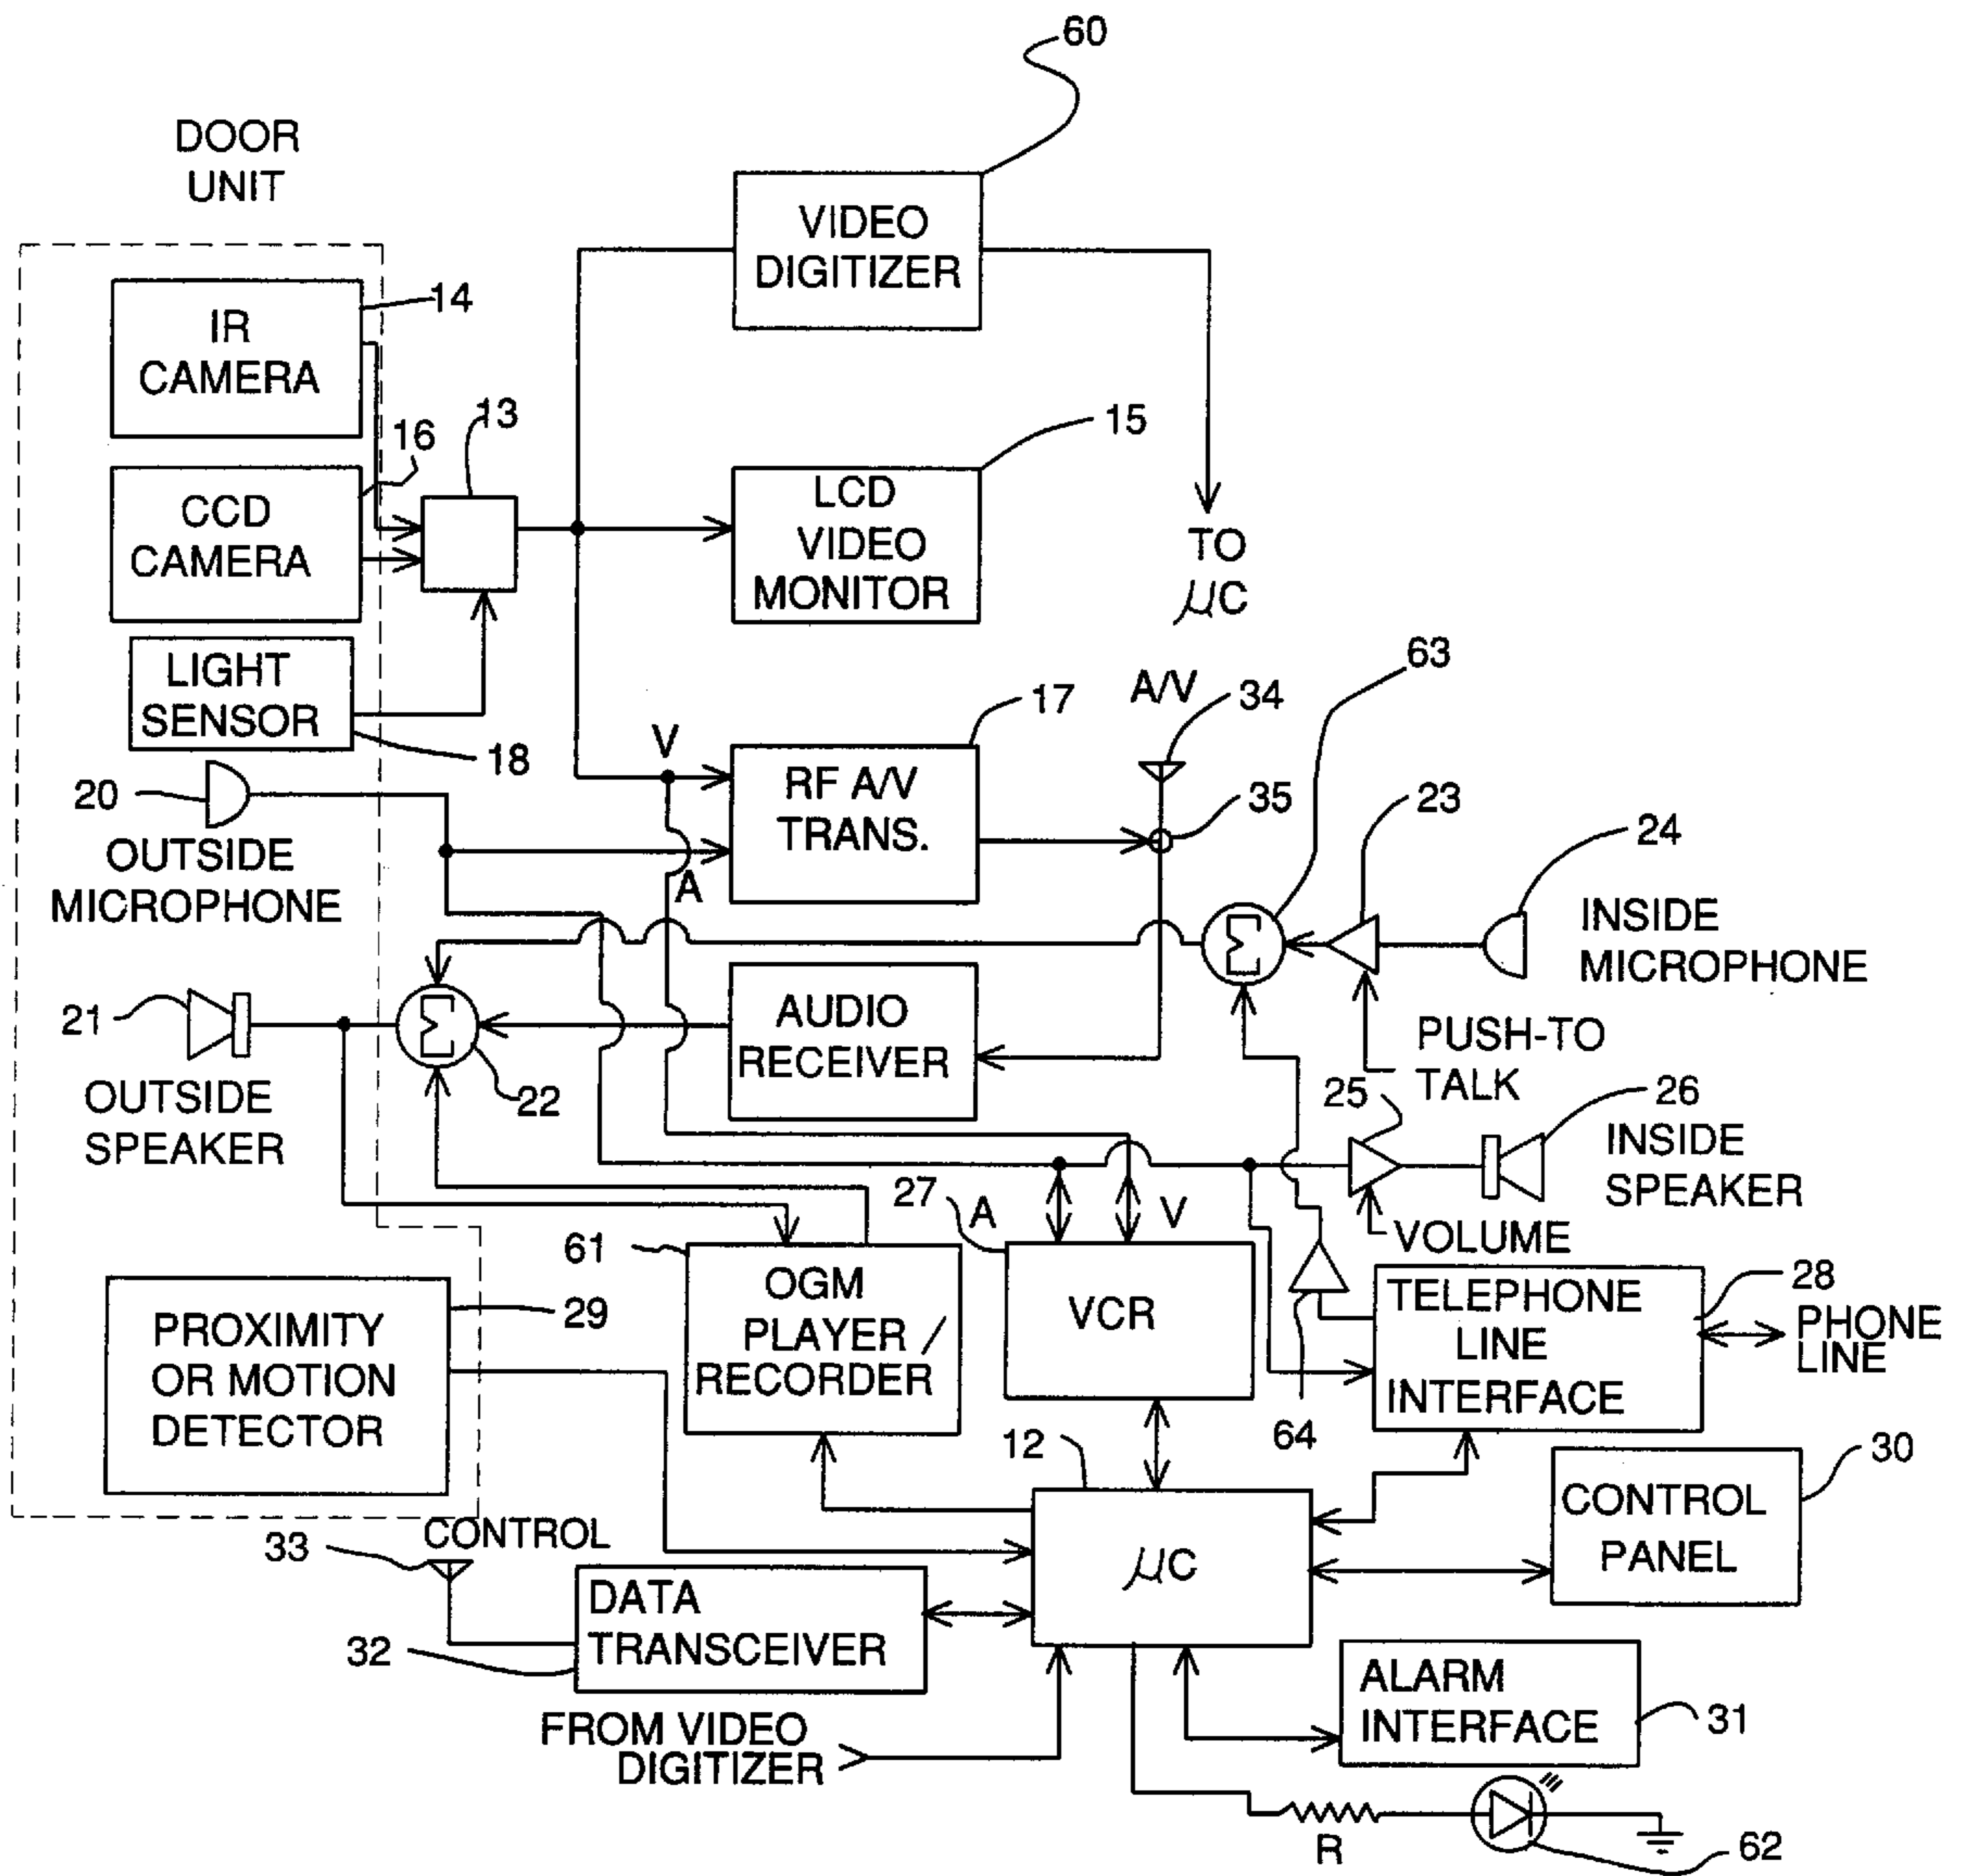 60
DOOR
UNIT
VIDEO
DIGITIZER
IR
CAMERA
14
16
13
15
CCD
CAMERA
LCD
VIDEO
MONITOR
TO
μC
LIGHT
SENSOR
18
V
17
A/V
34
63
RF A/V
TRANS.
35
23
24
20
OUTSIDE
MICROPHONE
A
Σ
INSIDE
MICROPHONE
21
Σ
22
AUDIO
RECEIVER
PUSH-TO
TALK
OUTSIDE
SPEAKER
25
26
INSIDE
SPEAKER
27
A
V
VOLUME
61
OGM
PLAYER/
RECORDER
VCR
TELEPHONE
LINE
INTERFACE
28
PHONE
LINE
PROXIMITY
OR MOTION
DETECTOR
29
64
12
30
CONTROL
PANEL
33
CONTROL
μC
DATA
TRANSCEIVER
32
ALARM
INTERFACE
31
FROM VIDEO
DIGITIZER
R
62